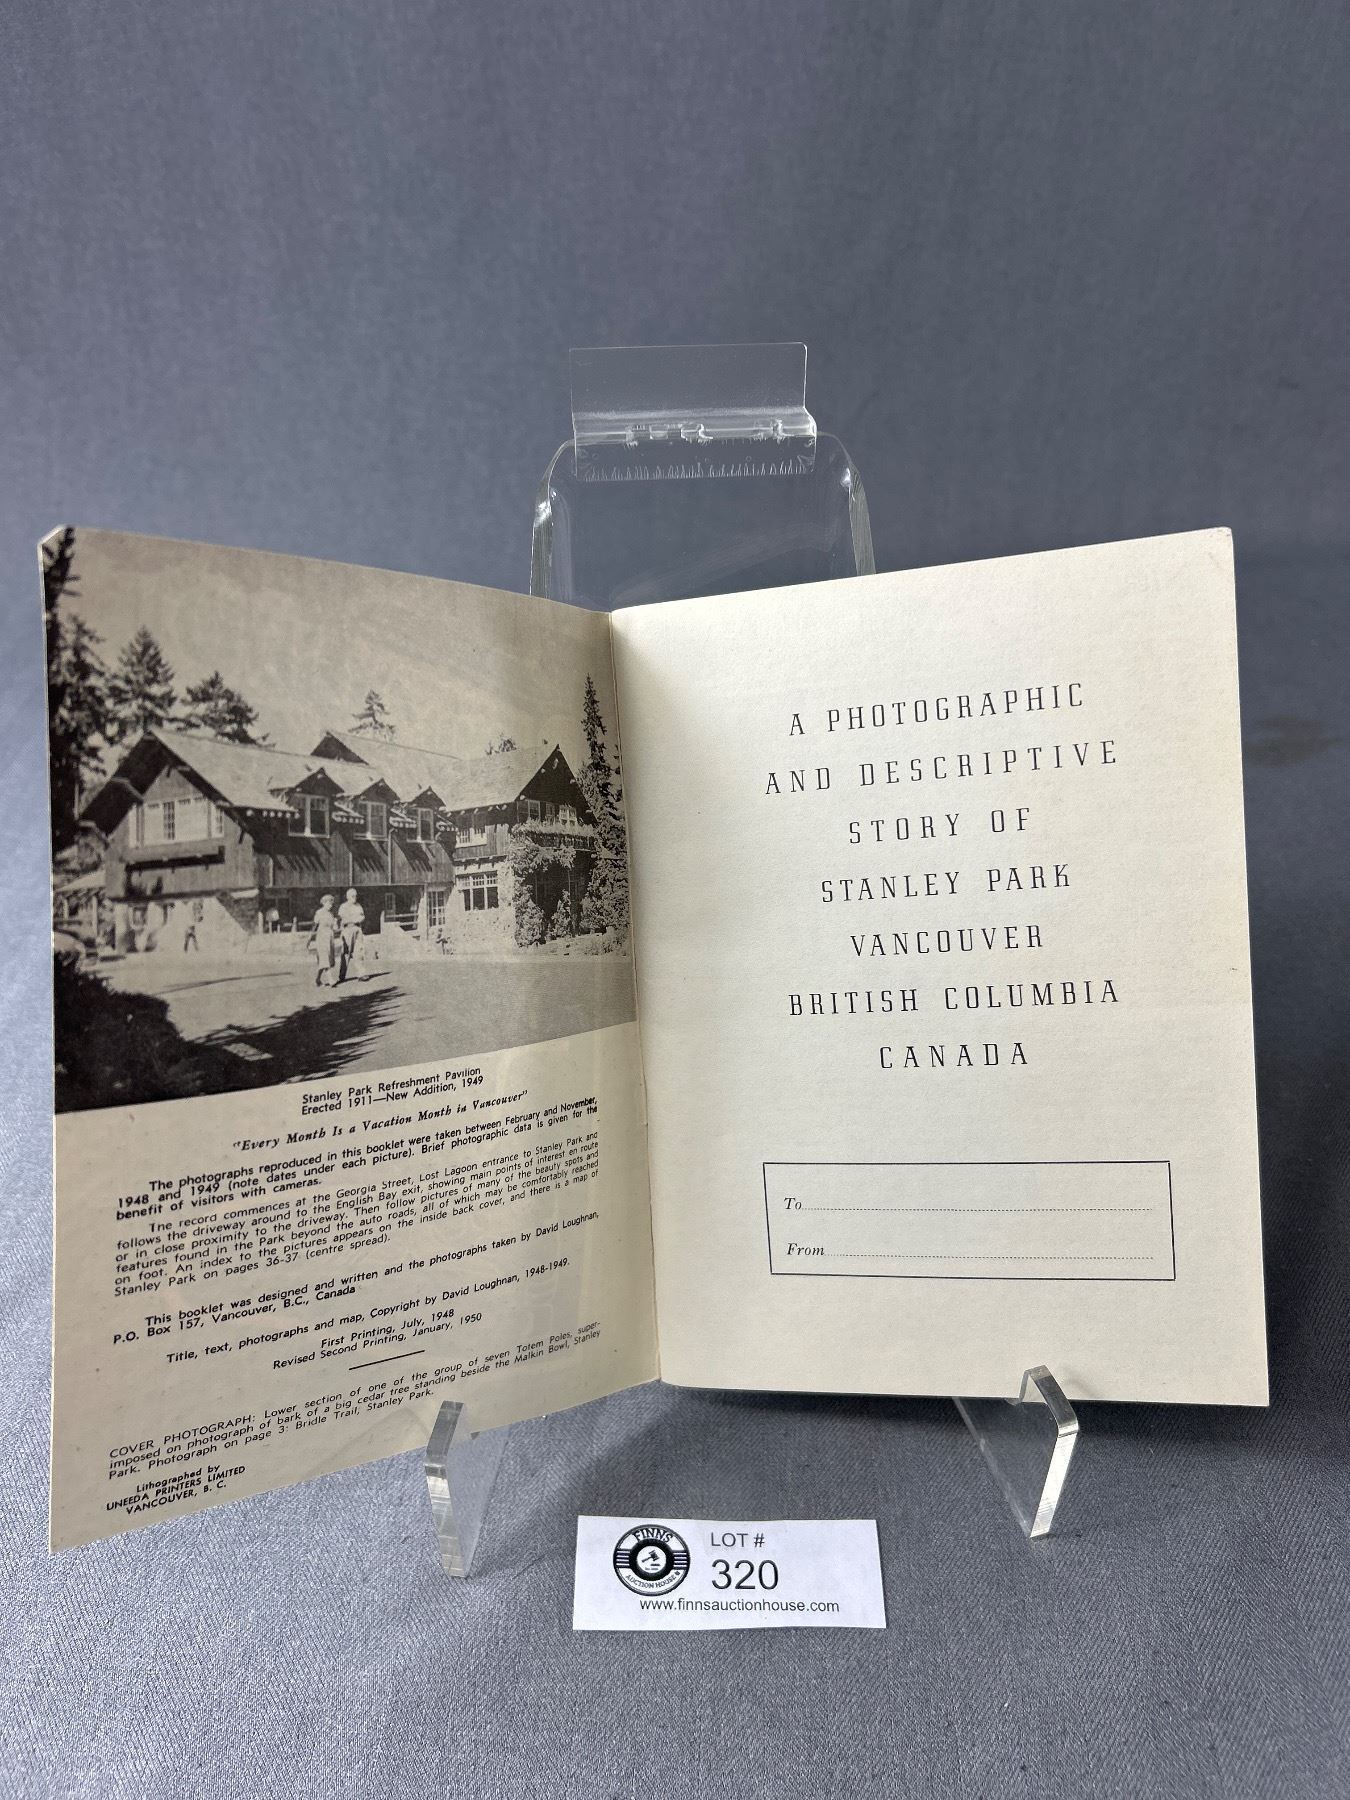 Stanley Park Refreshment Pavilion
Erected 1911—New Addition, 1949
"Every Month Is a Vacation Month in Vancouver"
The photographs reproduced in this booklet were taken between February and November,
1948 and 1949 (note dates under each picture). Brief photographic data is given for the
benefit of visitors with cameras.
The record commences at the Georgia Street, Lost Lagoon entrance to Stanley Park and
follows the driveway around to the English Bay exit, showing main points of interest en route
or in close proximity to the driveway. Then follow pictures of many of the beauty spots and
features found in the Park beyond the auto roads, all of which may be comfortably reached
on foot. An index to the pictures appears on the inside back cover, and there is a map of
Stanley Park on pages 36-37 (centre spread).
This booklet was designed and written and the photographs taken by David Loughnan,
P.O. Box 157, Vancouver, B.C., Canada
Title, text, photographs and map, Copyright by David Loughnan, 1948-1949.
First Printing, July, 1948
Revised Second Printing, January, 1950
COVER PHOTOGRAPH: Lower section of one of the group of seven Totem Poles, super-
imposed on photograph of bark of a big cedar tree standing beside the Malkin Bowl, Stanley
Park. Photograph on page 3: Bridle Trail, Stanley Park.
Lithographed by
UNEEDA PRINTERS LIMITED
VANCOUVER, B. C.
A PHOTOGRAPHIC
AND DESCRIPTIVE
STORY OF
STANLEY PARK
VANCOUVER
BRITISH COLUMBIA
CANADA
To
From
FINNS
AUCTION HOUSE
LOT #
320
www.finnsauctionhouse.com